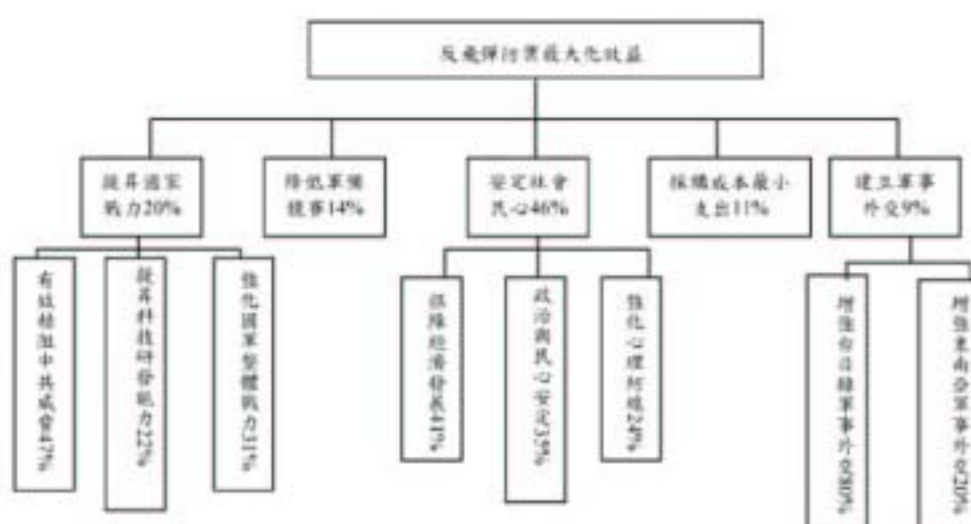 反飛彈防禦最大化效益
提昇國家
戰力20%
降低軍備
競賽14%
安定社會
民心46%
採購成本最小
支出11%
建立軍事
外交9%
有效嚇阻中共威脅47%
提昇科技研發能力22%
強化國軍整體戰力31%
保障經濟發展41%
政治與民心安定35%
強化心理防線24%
增強台日韓軍事外交80%
增強東南亞軍事外交20%